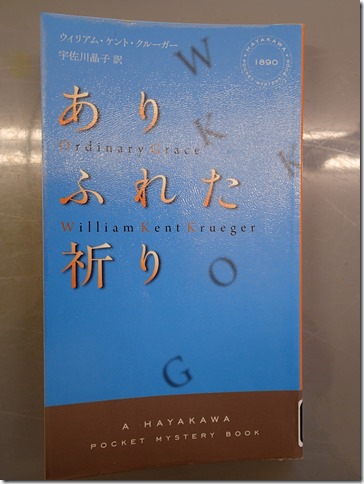 ウィリアム・ケント・クルーガー
宇佐川晶子 訳
HAYAKAWA
1890
W
あり
K
Ordinary Grace
K
ふれた
William Kent Krueger
祈り
O
G
A HAYAKAWA
POCKET MYSTERY BOOK